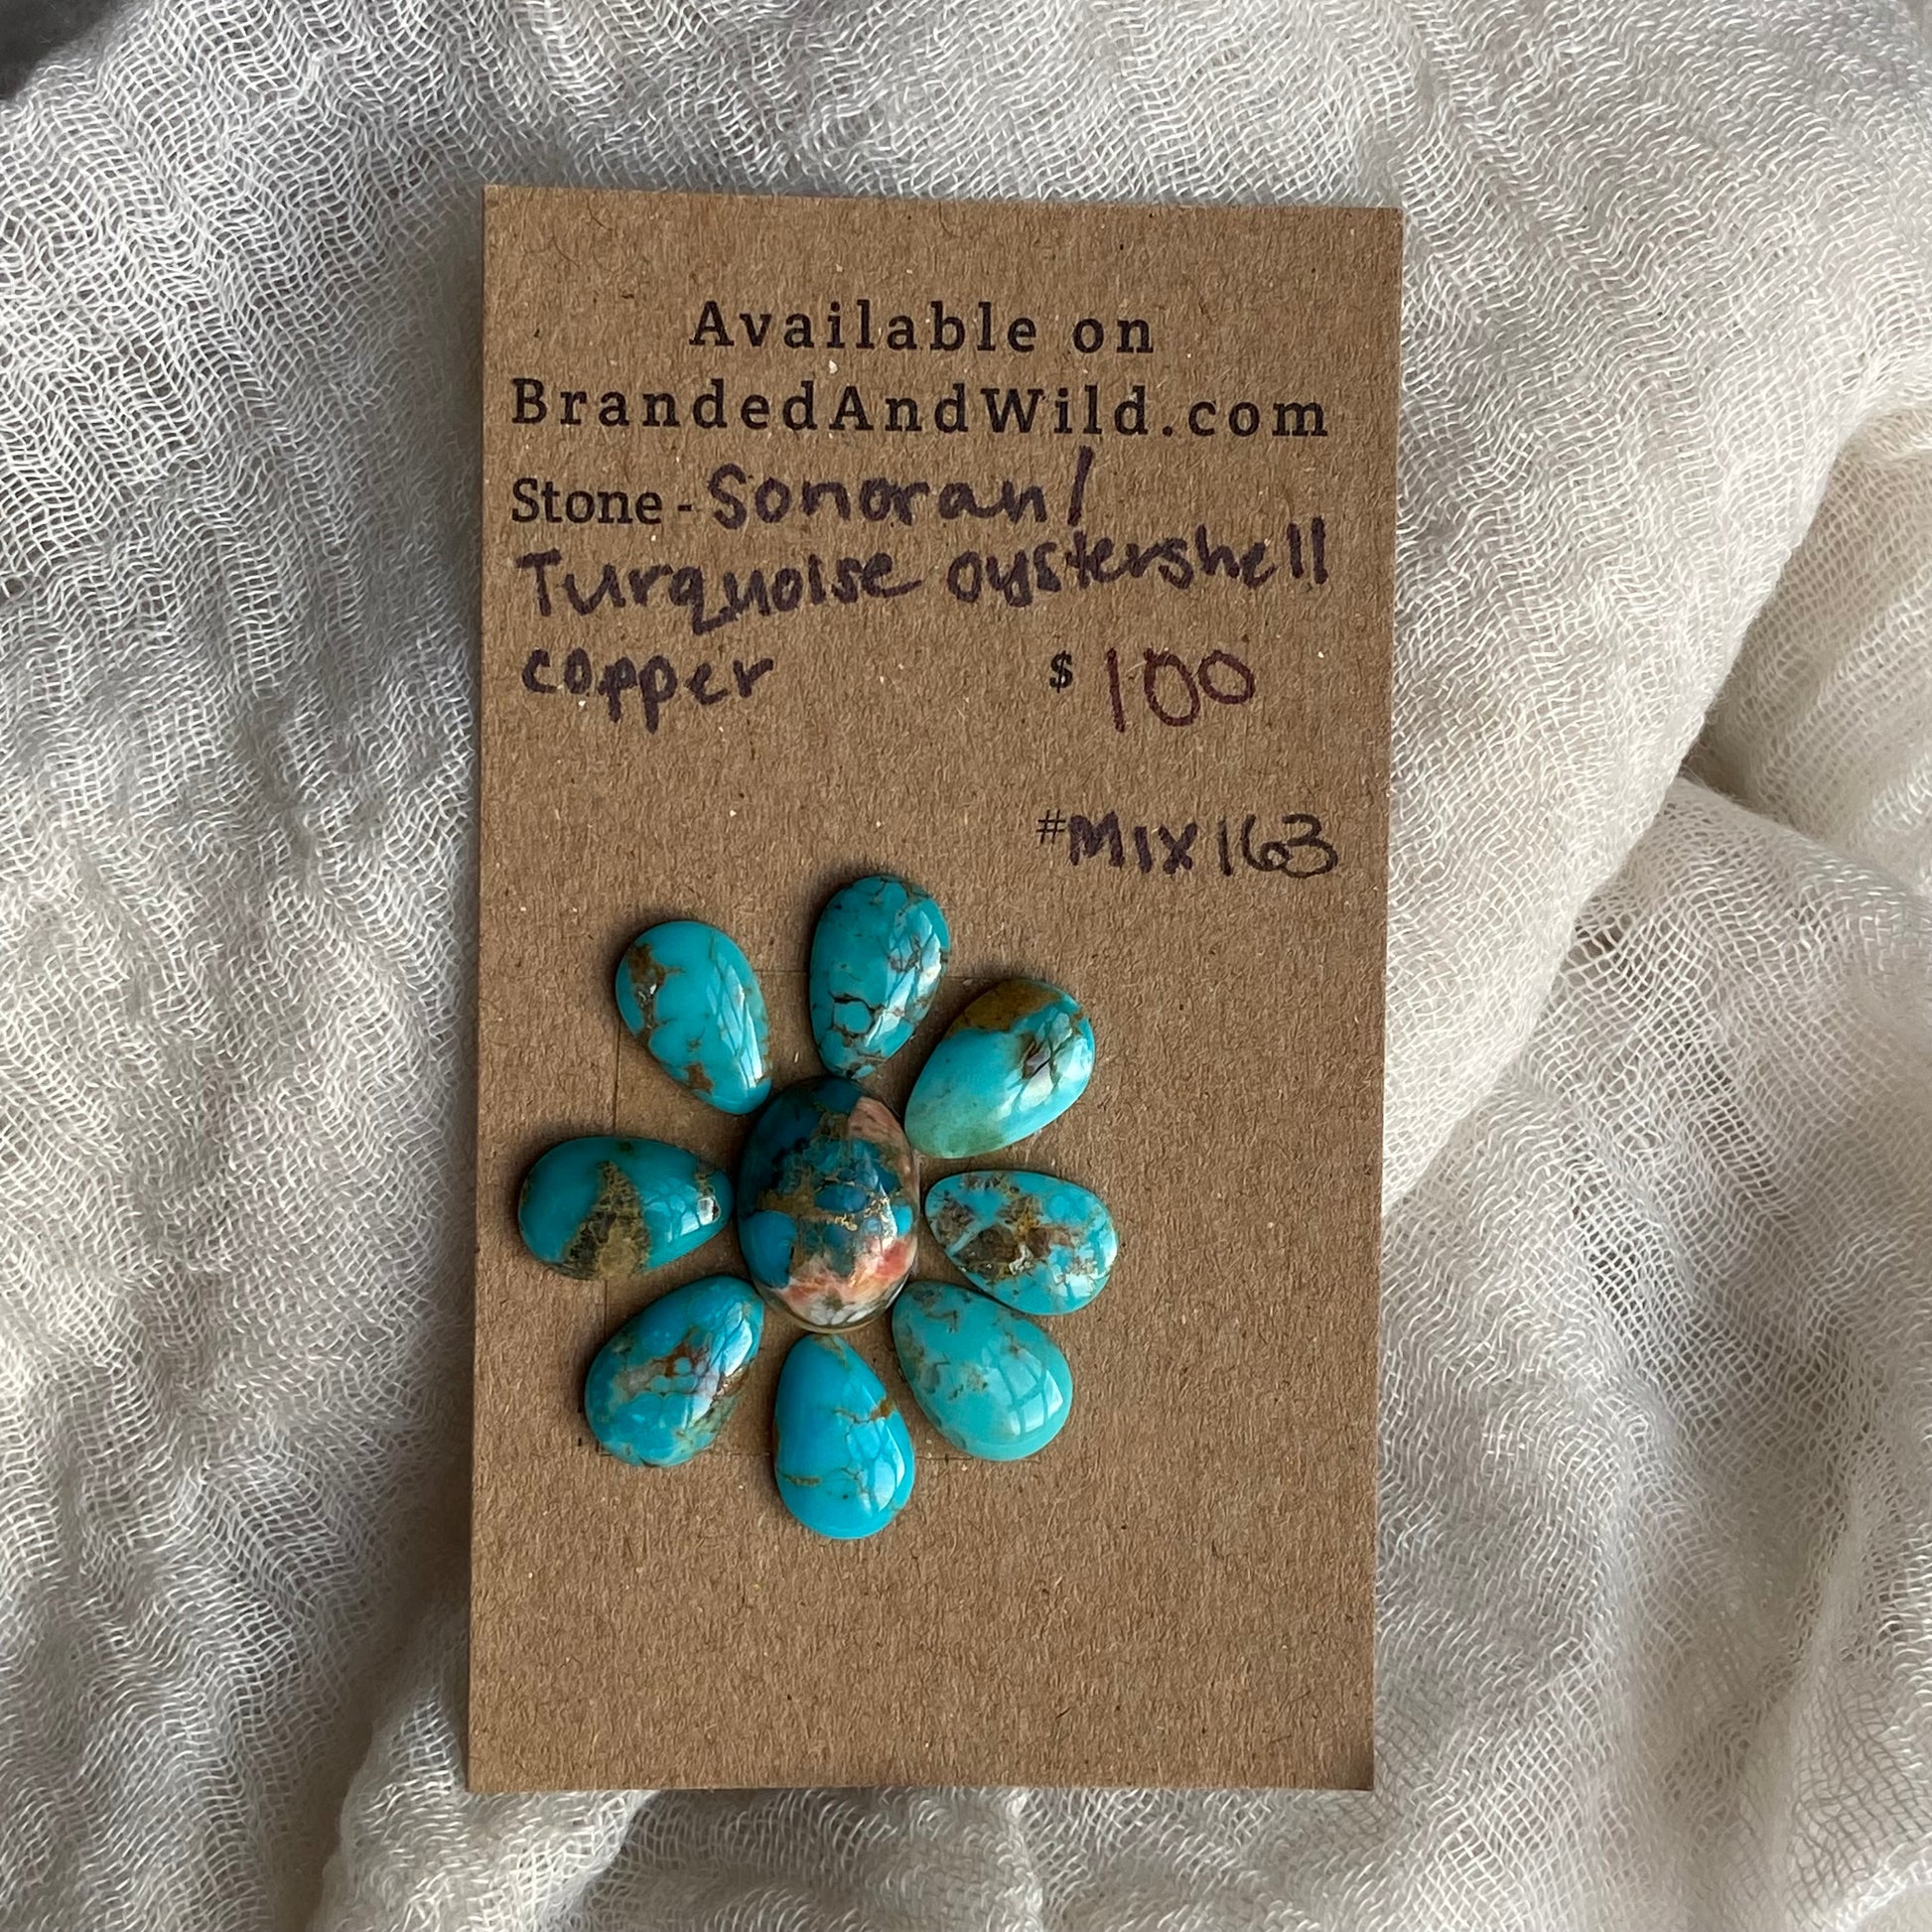 Available on
BrandedAndWild.com
Stone - Sonoran/
Turquoise oystershell
copper $ 100
#Mix163